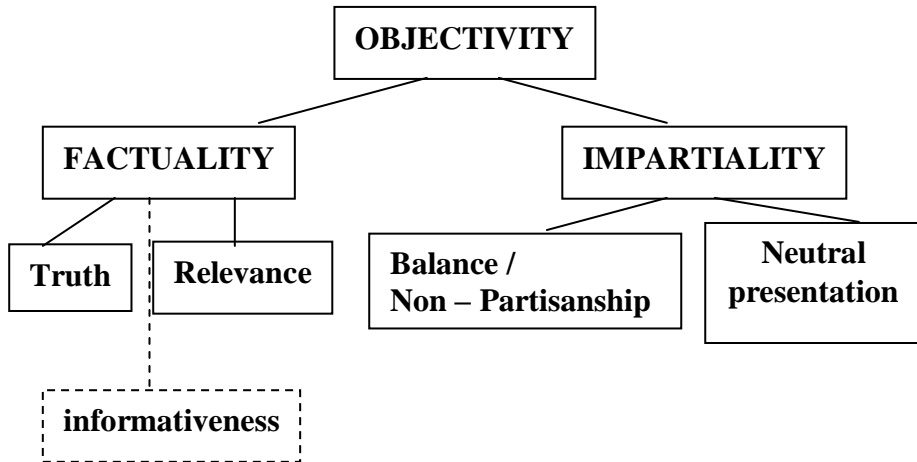 OBJECTIVITY
FACTUALITY
IMPARTIALITY
Truth
Relevance
Balance /
Non – Partisanship
Neutral
presentation
informativeness